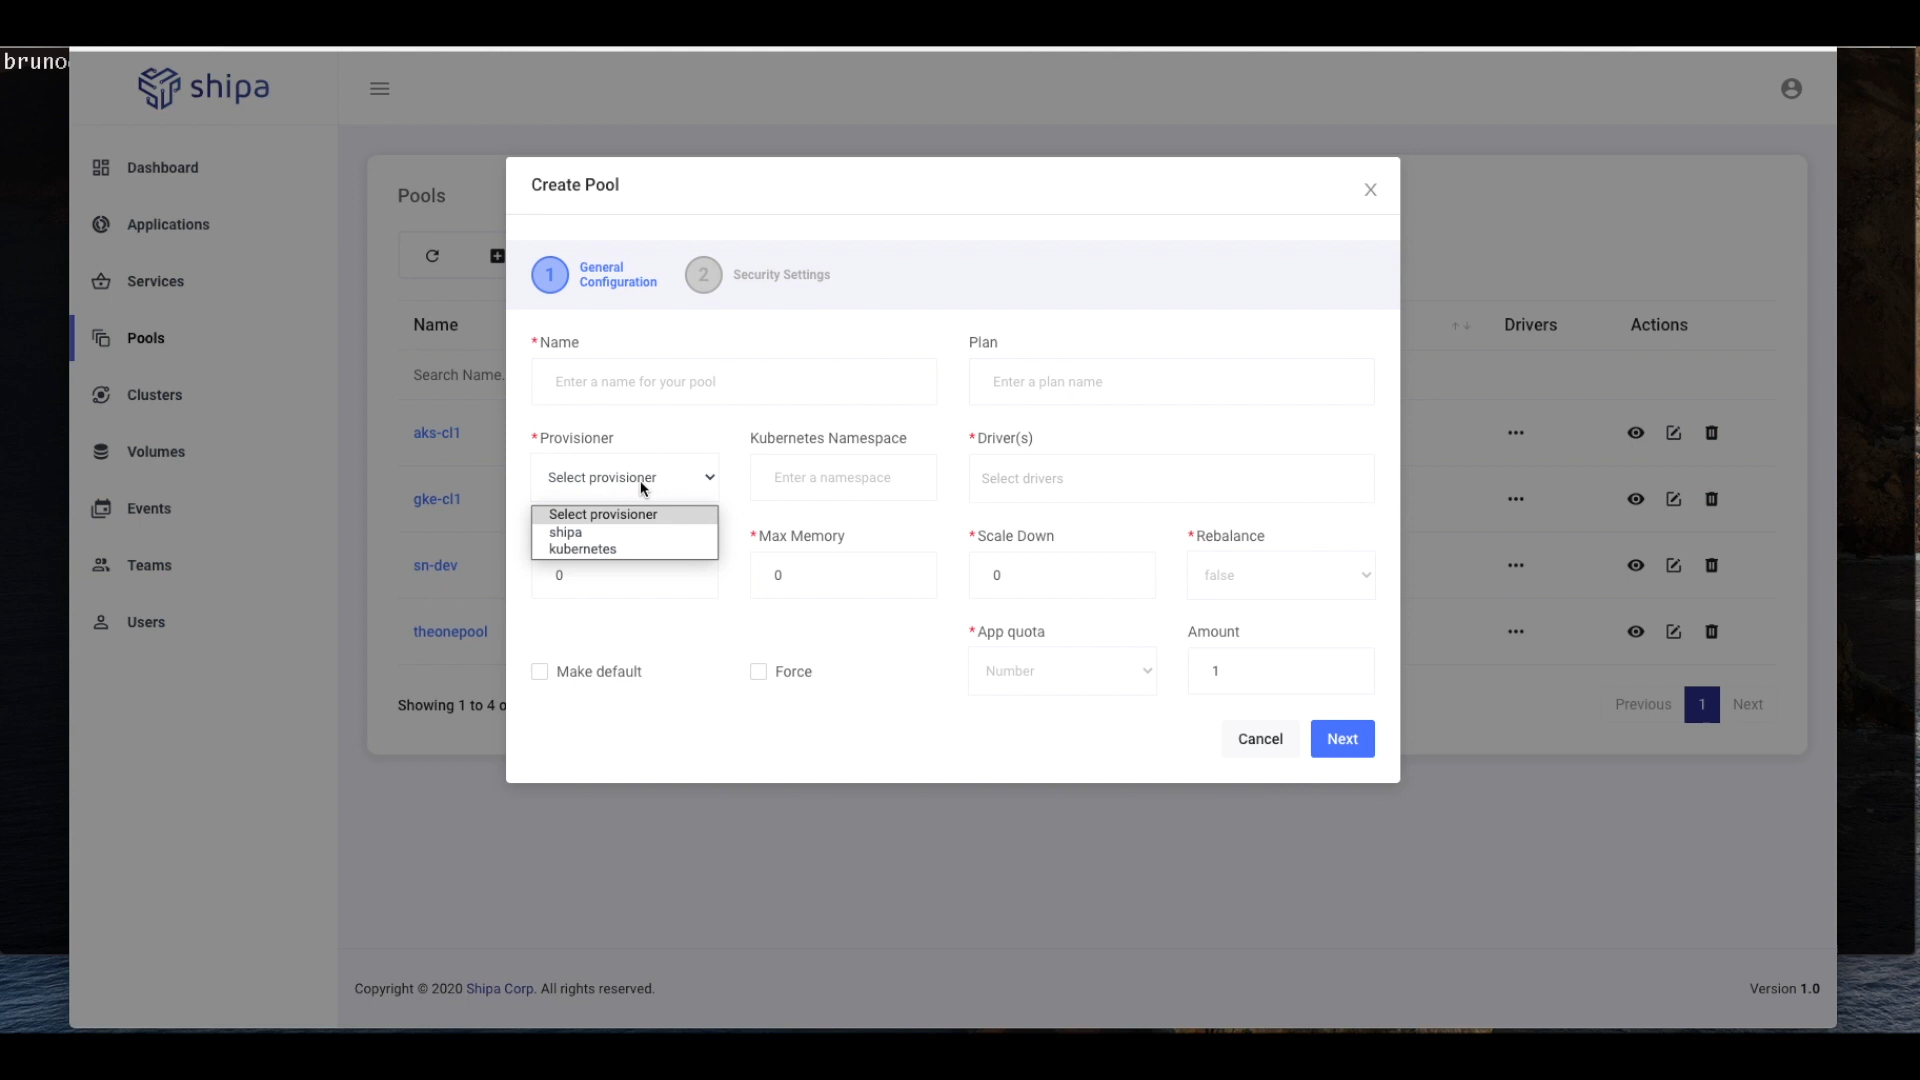 bruno
shipa
Dashboard
Applications
Services
Pools
Clusters
Volumes
Events
Teams
Users
Pools
Name
Drivers
Actions
Search Name.
aks-cl1
gke-cl1
sn-dev
theonepool
Showing 1 to 4 o
Previous
1
Next
Create Pool
X
1
General
Configuration
2
Security Settings
* Name
Plan
Enter a name for your pool
Enter a plan name
* Provisioner
Kubernetes Namespace
* Driver(s)
Select provisioner
Enter a namespace
Select drivers
Select provisioner
shipa
kubernetes
* Max Memory
* Scale Down
* Rebalance
0
0
0
false
* App quota
Amount
Make default
Force
Number
1
Cancel
Next
Copyright © 2020 Shipa Corp. All rights reserved.
Version 1.0